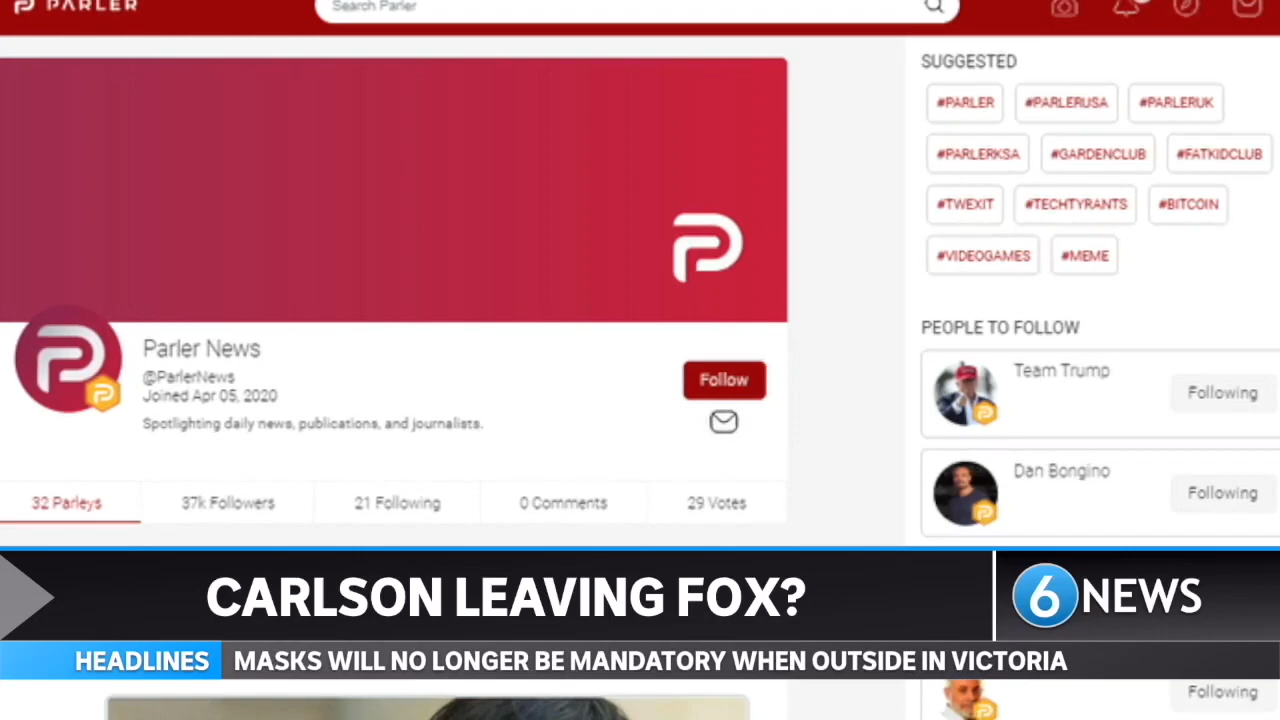 PARLER
Search Parler
SUGGESTED
#PARLER #PARLERUSA #PARLERUK
#PARLERKSA #GARDENCLUB #FATKIDCLUB
#TWEXIT #TECHTYRANTS #BITCOIN
#VIDEOGAMES #MEME
Parler News
@ParlerNews
Joined Apr 05, 2020
Spotlighting daily news, publications, and journalists.
Follow
32 Parleys 37k Followers 21 Following 0 Comments 29 Votes
PEOPLE TO FOLLOW
Team Trump
Following
Dan Bongino
Following
CARLSON LEAVING FOX?
6 NEWS
HEADLINES MASKS WILL NO LONGER BE MANDATORY WHEN OUTSIDE IN VICTORIA
Following